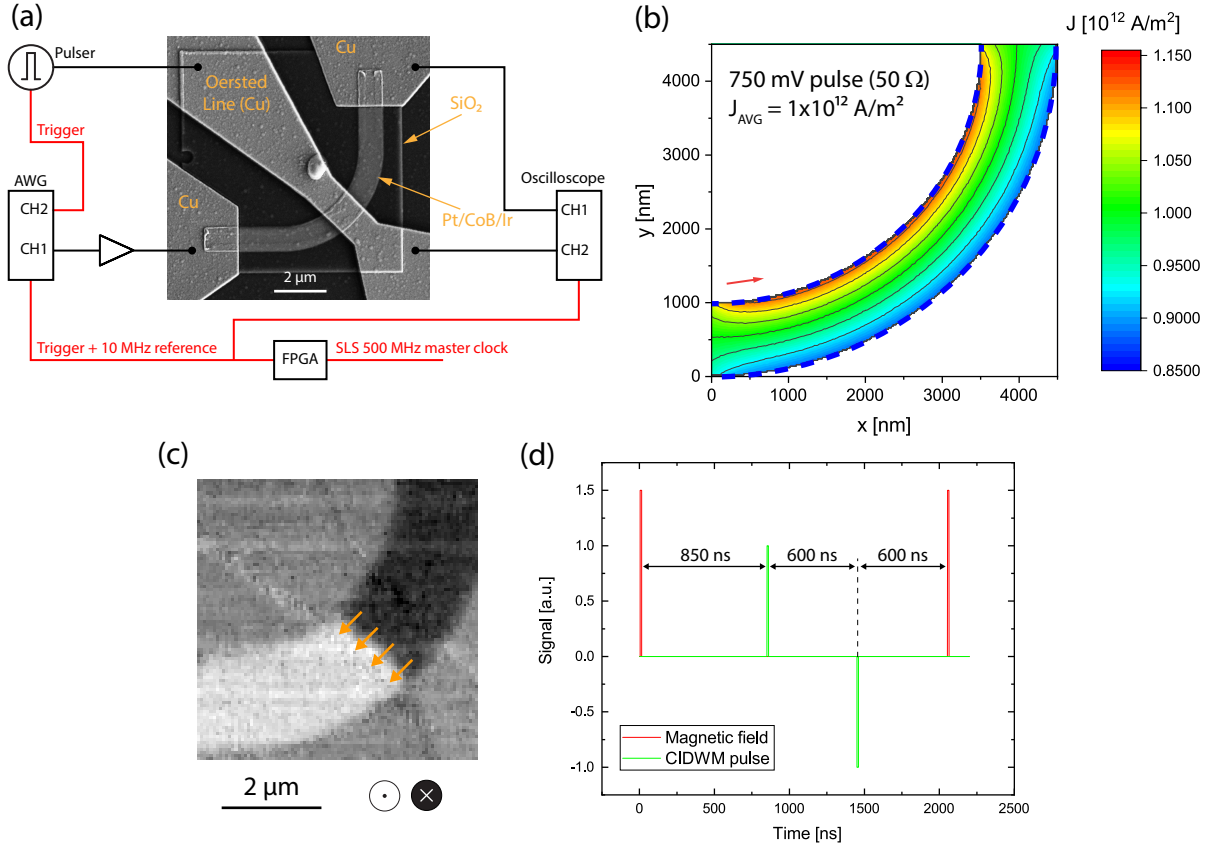 (a)
Pulser
Trigger
AWG
CH2
CH1
Trigger + 10 MHz reference
FPGA
SLS 500 MHz master clock
Oersted
Line (Cu)
Cu
Cu
SiO₂
Pt/CoB/Ir
2 μm
Oscilloscope
CH1
CH2
(b)
750 mV pulse (50 Ω)
J_AVG = 1x10¹² A/m²
J [10¹² A/m²]
1.150
1.100
1.050
1.000
0.9500
0.9000
0.8500
4000
3000
2000
1000
0
y [nm]
0 1000 2000 3000 4000
x [nm]
(c)
2 μm
(d)
1.5
1.0
0.5
0.0
-0.5
-1.0
Signal [a.u.]
850 ns 600 ns 600 ns
Magnetic field
CIDWM pulse
0 500 1000 1500 2000 2500
Time [ns]